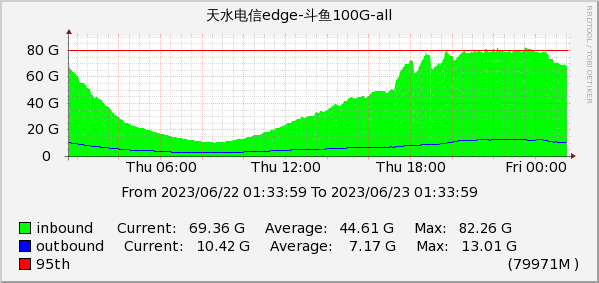 天水电信edge-斗鱼100G-all
RRDTOOL / TOBI OETIKER
80 G
60 G
40 G
20 G
0
Thu 06:00 Thu 12:00 Thu 18:00 Fri 00:00
From 2023/06/22 01:33:59 To 2023/06/23 01:33:59
inbound Current: 69.36 G Average: 44.61 G Max: 82.26 G
outbound Current: 10.42 G Average: 7.17 G Max: 13.01 G
95th (79971M )